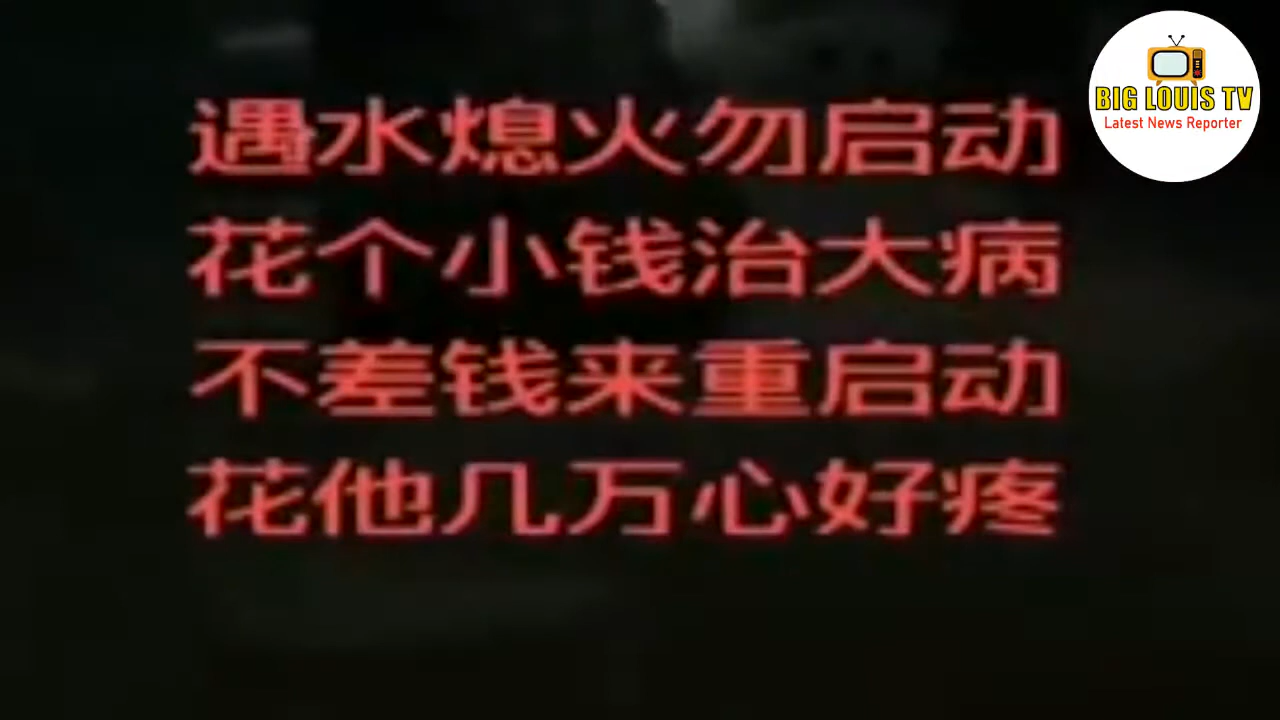 遇水熄火勿启动
花个小钱治大病
不差钱来重启动
花他几万心好疼
BIG LOUIS TV
Latest News Reporter